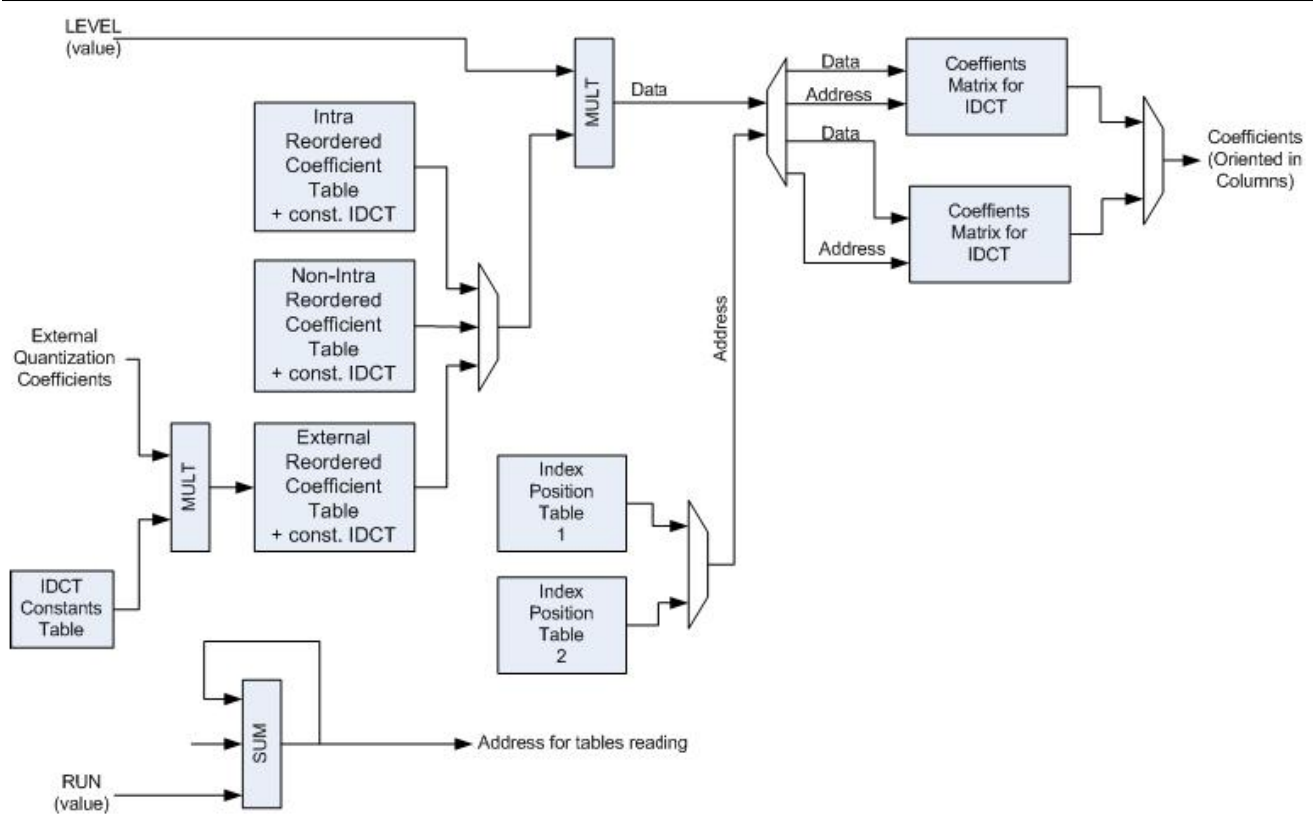 LEVEL
(value)
MULT
Data
Data
Address
Data
Address
Coeffients
Matrix for
IDCT
Coeffients
Matrix for
IDCT
Coefficients
(Oriented in
Columns)
Intra
Reordered
Coefficient
Table
+ const. IDCT
Non-Intra
Reordered
Coefficient
Table
+ const. IDCT
External
Quantization
Coefficients
MULT
External
Reordered
Coefficient
Table
+ const. IDCT
Address
Index
Position
Table
1
Index
Position
Table
2
IDCT
Constants
Table
SUM
Address for tables reading
RUN
(value)